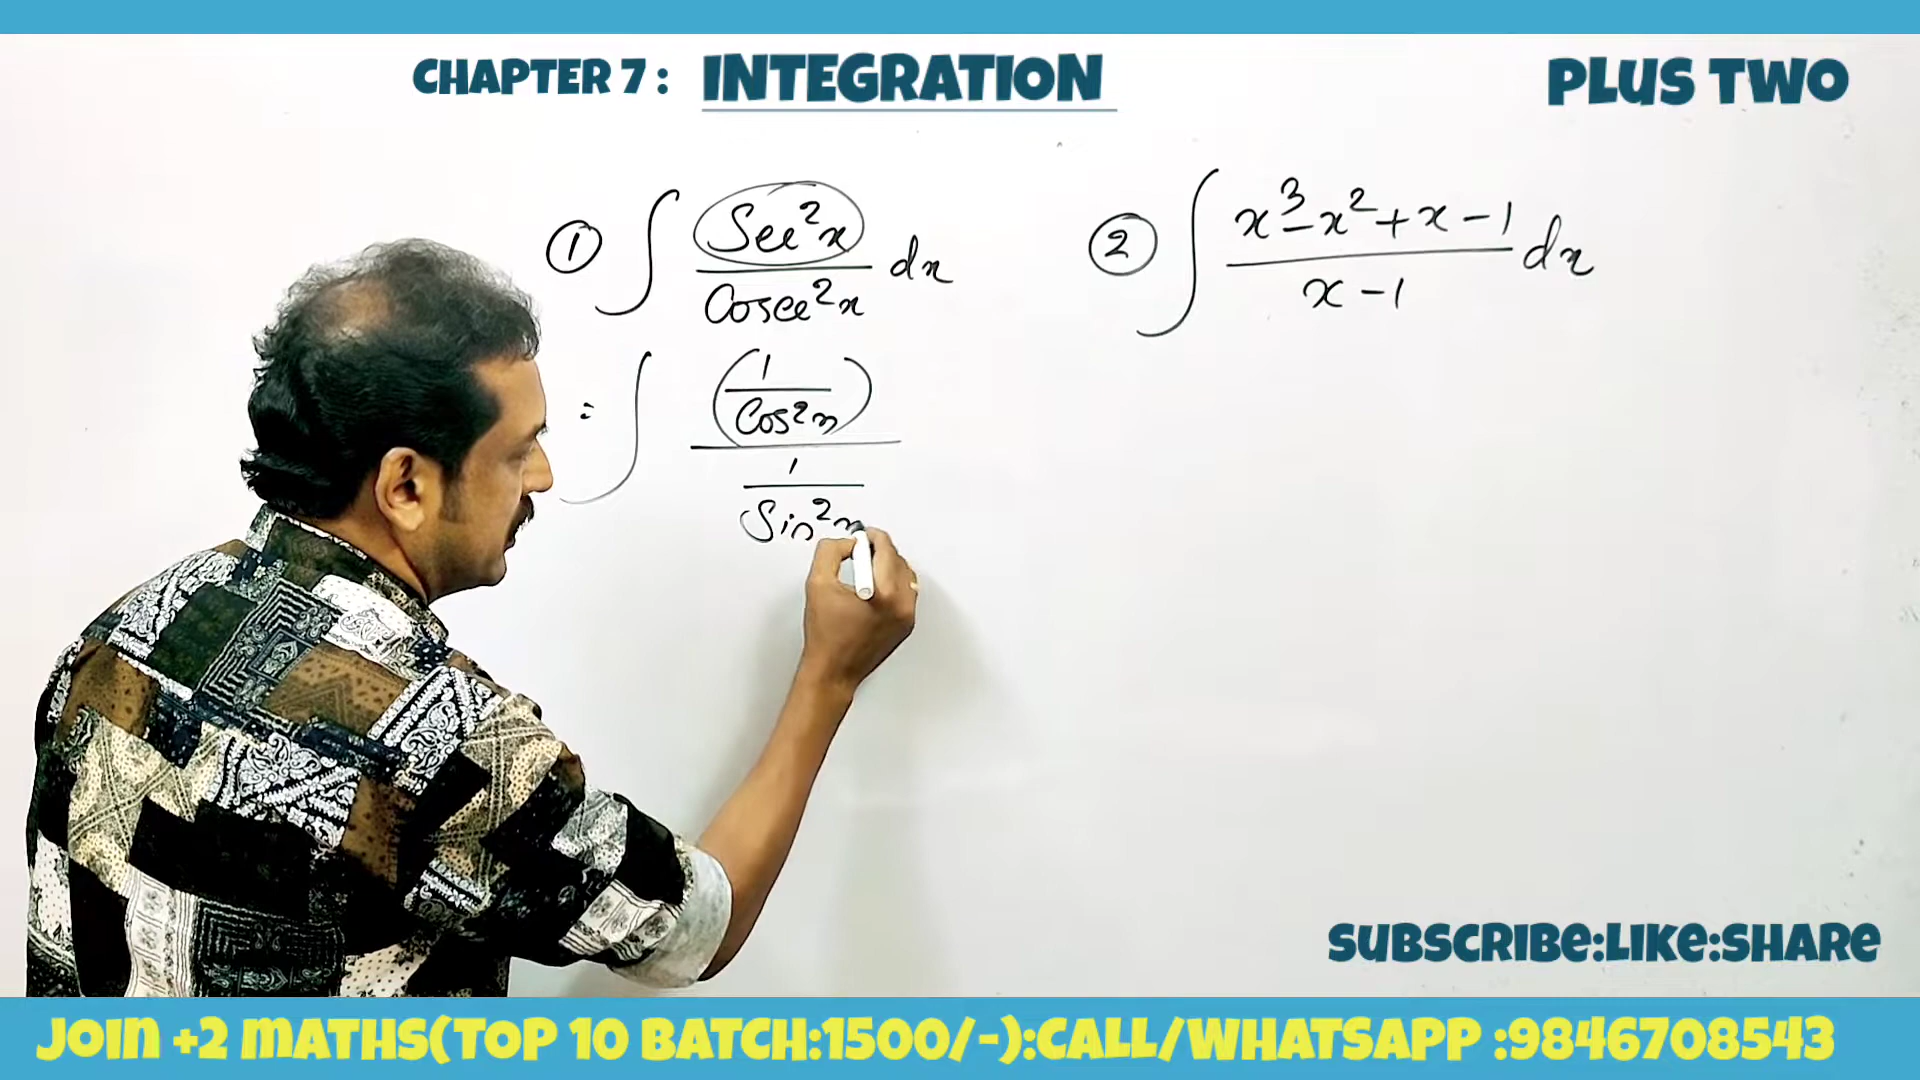 CHAPTER 7 : INTEGRATION
PLUS TWO
① ∫ Sec²x / Cosec²x dx
② ∫ x³-x²+x-1 / x-1 dx
= ∫ (1/Cos²x) / 1/Sin²x
SUBSCRIBE:LIKE:SHARE
JOIN +2 MATHS(TOP 10 BATCH:1500/-):CALL/WHATSAPP :9846708543